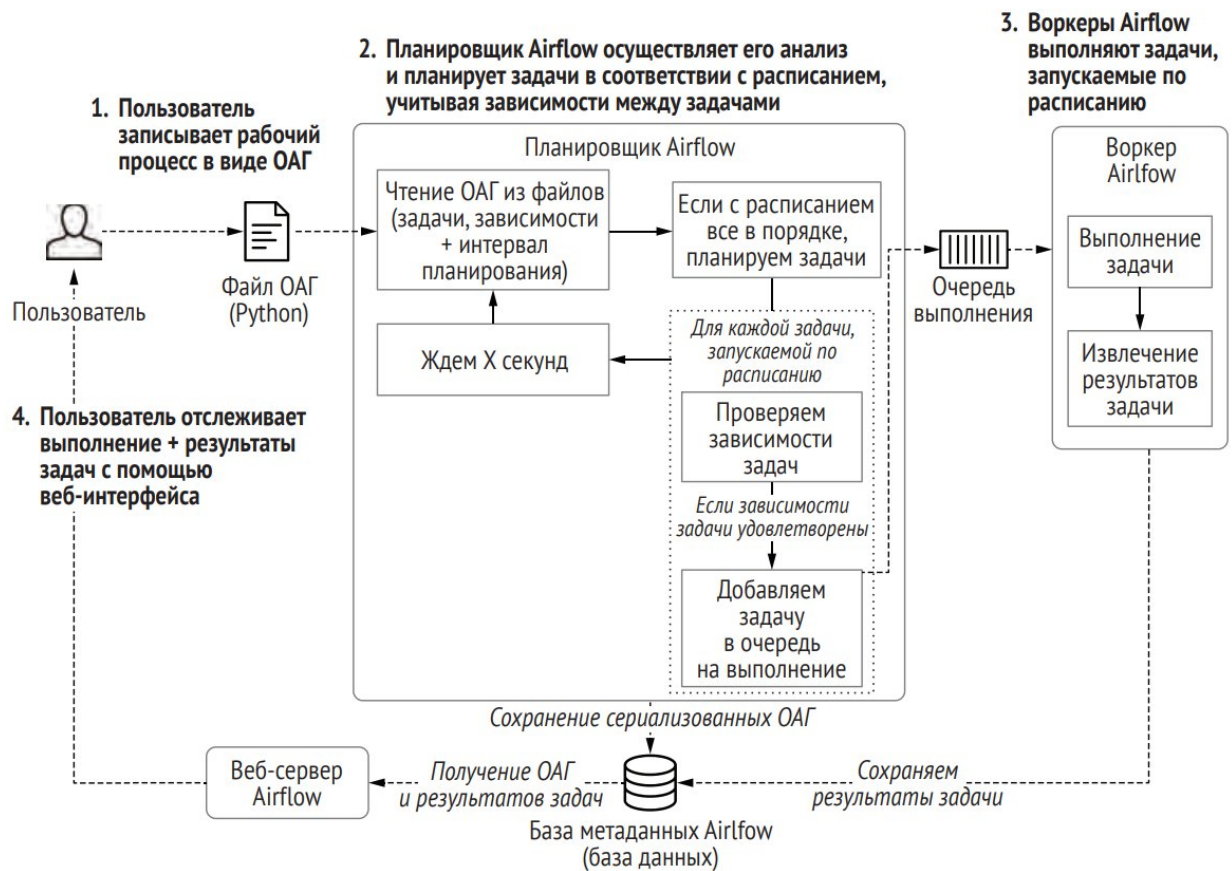 1. Пользователь
записывает рабочий
процесс в виде ОАГ
2. Планировщик Airflow осуществляет его анализ
и планирует задачи в соответствии с расписанием,
учитывая зависимости между задачами
3. Воркеры Airflow
выполняют задачи,
запускаемые по
расписанию
Пользователь
Файл ОАГ
(Python)
Планировщик Airflow
Чтение ОАГ из файлов
(задачи, зависимости
+ интервал
планирования)
Если с расписанием
все в порядке,
планируем задачи
Ждем X секунд
Для каждой задачи,
запускаемой по
расписанию
Проверяем
зависимости
задач
Если зависимости
задачи удовлетворены
Добавляем
задачу
в очередь
на выполнение
Очередь
выполнения
Воркер
Airlfow
Выполнение
задачи
Извлечение
результатов
задачи
4. Пользователь отслеживает
выполнение + результаты
задач с помощью
веб-интерфейса
Сохранение сериализованных ОАГ
Веб-сервер
Airflow
Получение ОАГ
и результатов задач
Сохраняем
результаты задачи
База метаданных Airlfow
(база данных)